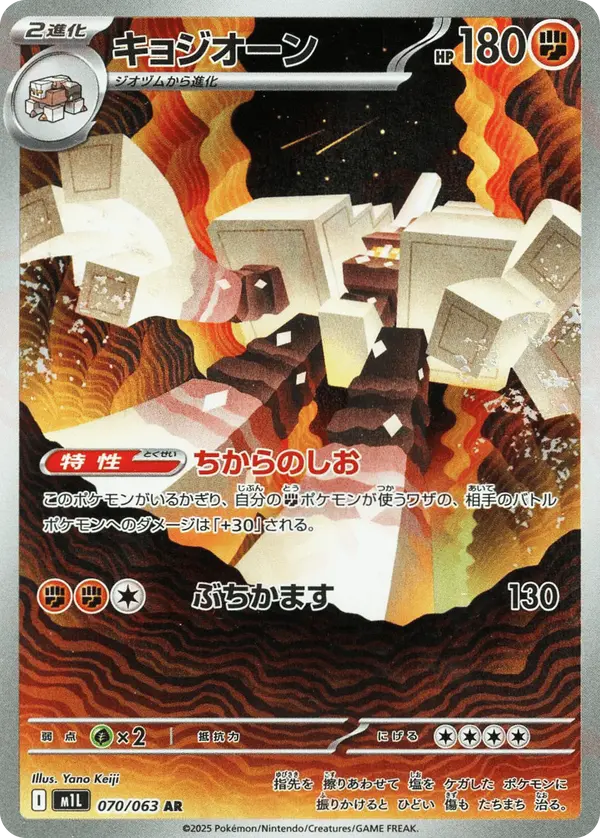 2進化
キョジオーン
HP180
ジオヅムから進化
特性 とくせい ちからのしお
このポケモンがいるかぎり、自分のポケモンが使うワザの、相手のバトル
ポケモンへのダメージは「+30」される。
ぶちかます 130
弱点 ×2 抵抗力 にげる
Illus. Yano Keiji
I M1L 070/063 AR
指先を 擦りあわせて 塩を ケガした ポケモンに
振りかけると ひどい 傷も たちまち 治る。
©2025 Pokémon/Nintendo/Creatures/GAME FREAK.